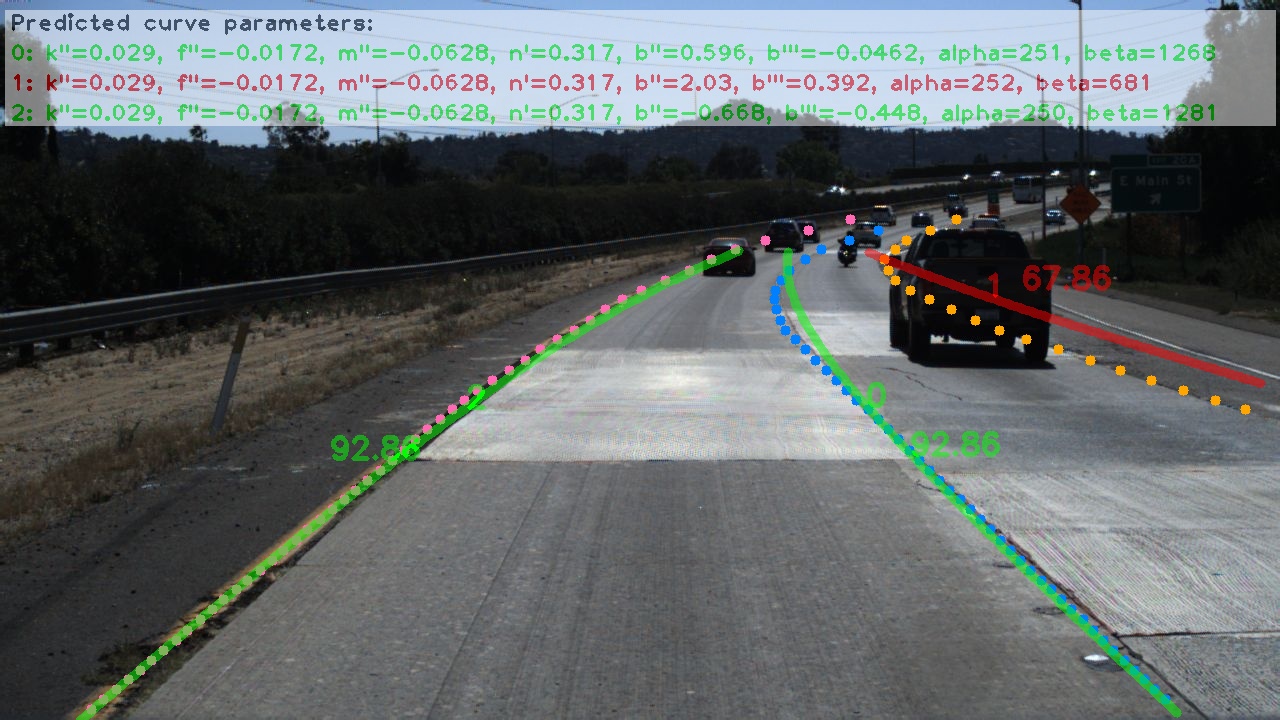 Predicted curve parameters:
0: k''=0.029, f''=−0.0172, m''=−0.0628, n'=0.317, b''=0.596, b'''=−0.0462, alpha=251, beta=1268
1: k''=0.029, f''=−0.0172, m''=−0.0628, n'=0.317, b''=2.03, b'''=0.392, alpha=252, beta=681
2: k''=0.029, f''=−0.0172, m''=−0.0628, n'=0.317, b''=−0.668, b'''=−0.448, alpha=250, beta=1281
E Main St
1 67.86
0
92.86
92.86